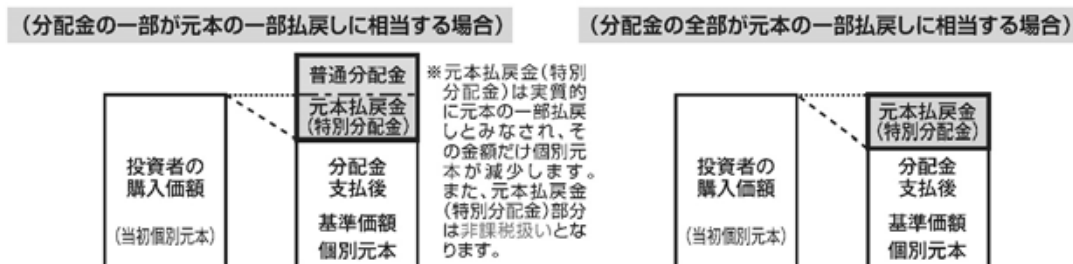 （分配金の一部が元本の一部払戻しに相当する場合）
投資者の
購入価額
（当初個別元本）
普通分配金
元本払戻金
（特別分配金）
分配金
支払後
基準価額
個別元本
※元本払戻金（特別
分配金）は実質的
に元本の一部払戻
しとみなされ、そ
の金額だけ個別元
本が減少します。
また、元本払戻金
（特別分配金）部分
は非課税扱いとな
ります。
（分配金の全部が元本の一部払戻しに相当する場合）
投資者の
購入価額
（当初個別元本）
元本払戻金
（特別分配金）
分配金
支払後
基準価額
個別元本